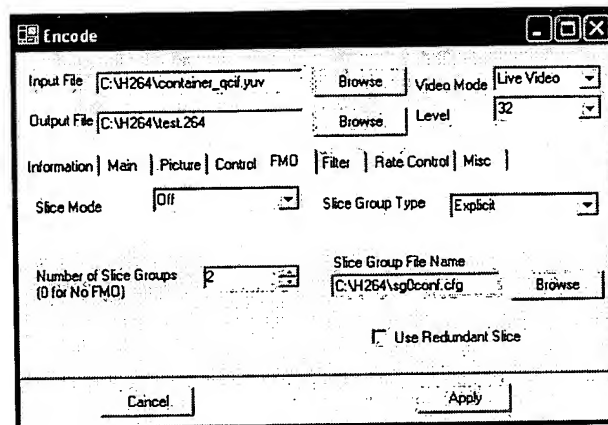 Encode
Input File C:\H264\container_qcif.yuv Browse Video Mode Live Video
Output File C:\H264\test.264 Browse Level 32
Information Main Picture Control FMO Filter Rate Control Misc
Slice Mode Off Slice Group Type Explicit
Slice Group File Name
Number of Slice Groups 2
(0 for No FMO)
C:\H264\sg0conf.cfg Browse
Use Redundant Slice
Cancel Apply